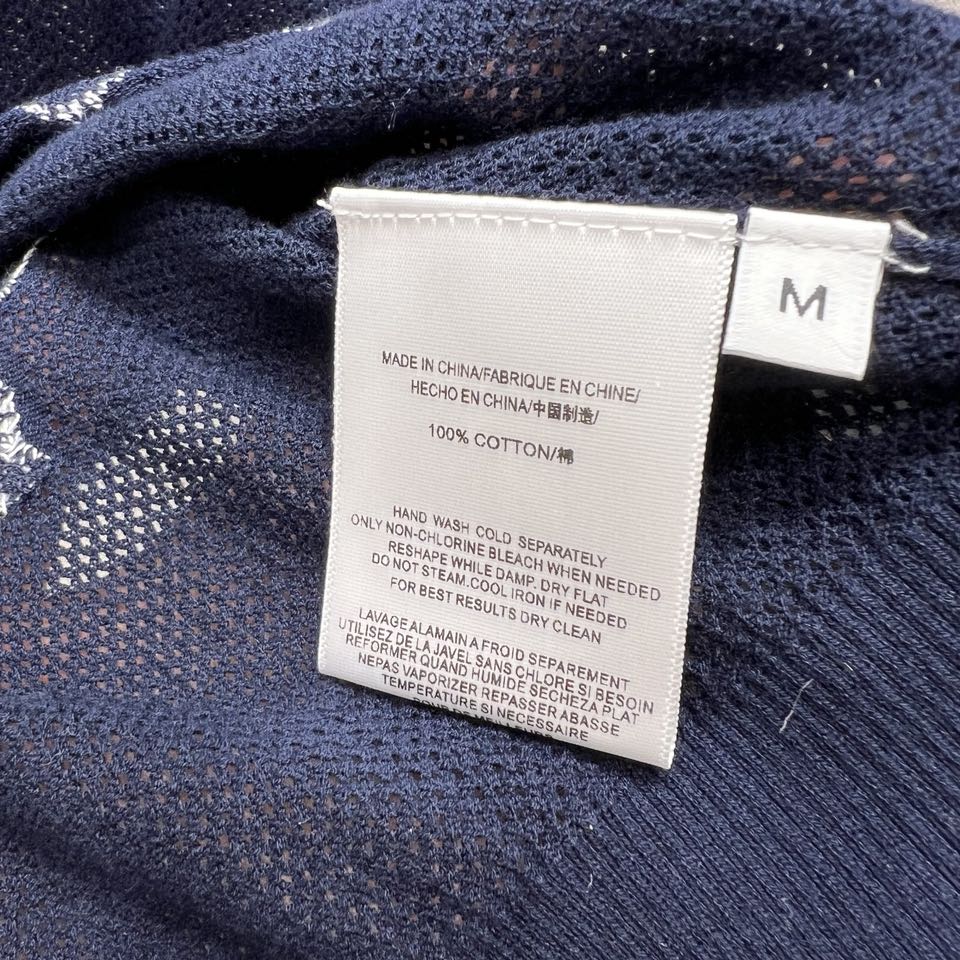 MADE IN CHINA/FABRIQUE EN CHINE/
HECHO EN CHINA/中国制造/
100% COTTON/棉
HAND WASH COLD SEPARATELY
ONLY NON-CHLORINE BLEACH WHEN NEEDED
RESHAPE WHILE DAMP. DRY FLAT
DO NOT STEAM.COOL IRON IF NEEDED
FOR BEST RESULTS DRY CLEAN
LAVAGE ALAMAIN A FROID SEPAREMENT
UTILISEZ DE LA JAVEL SANS CHLORE SI BESOIN
REFORMER QUAND HUMIDE SECHEZA PLAT
NEPAS VAPORIZER REPASSER ABASSE
TEMPERATURE SI NECESSAIRE
M